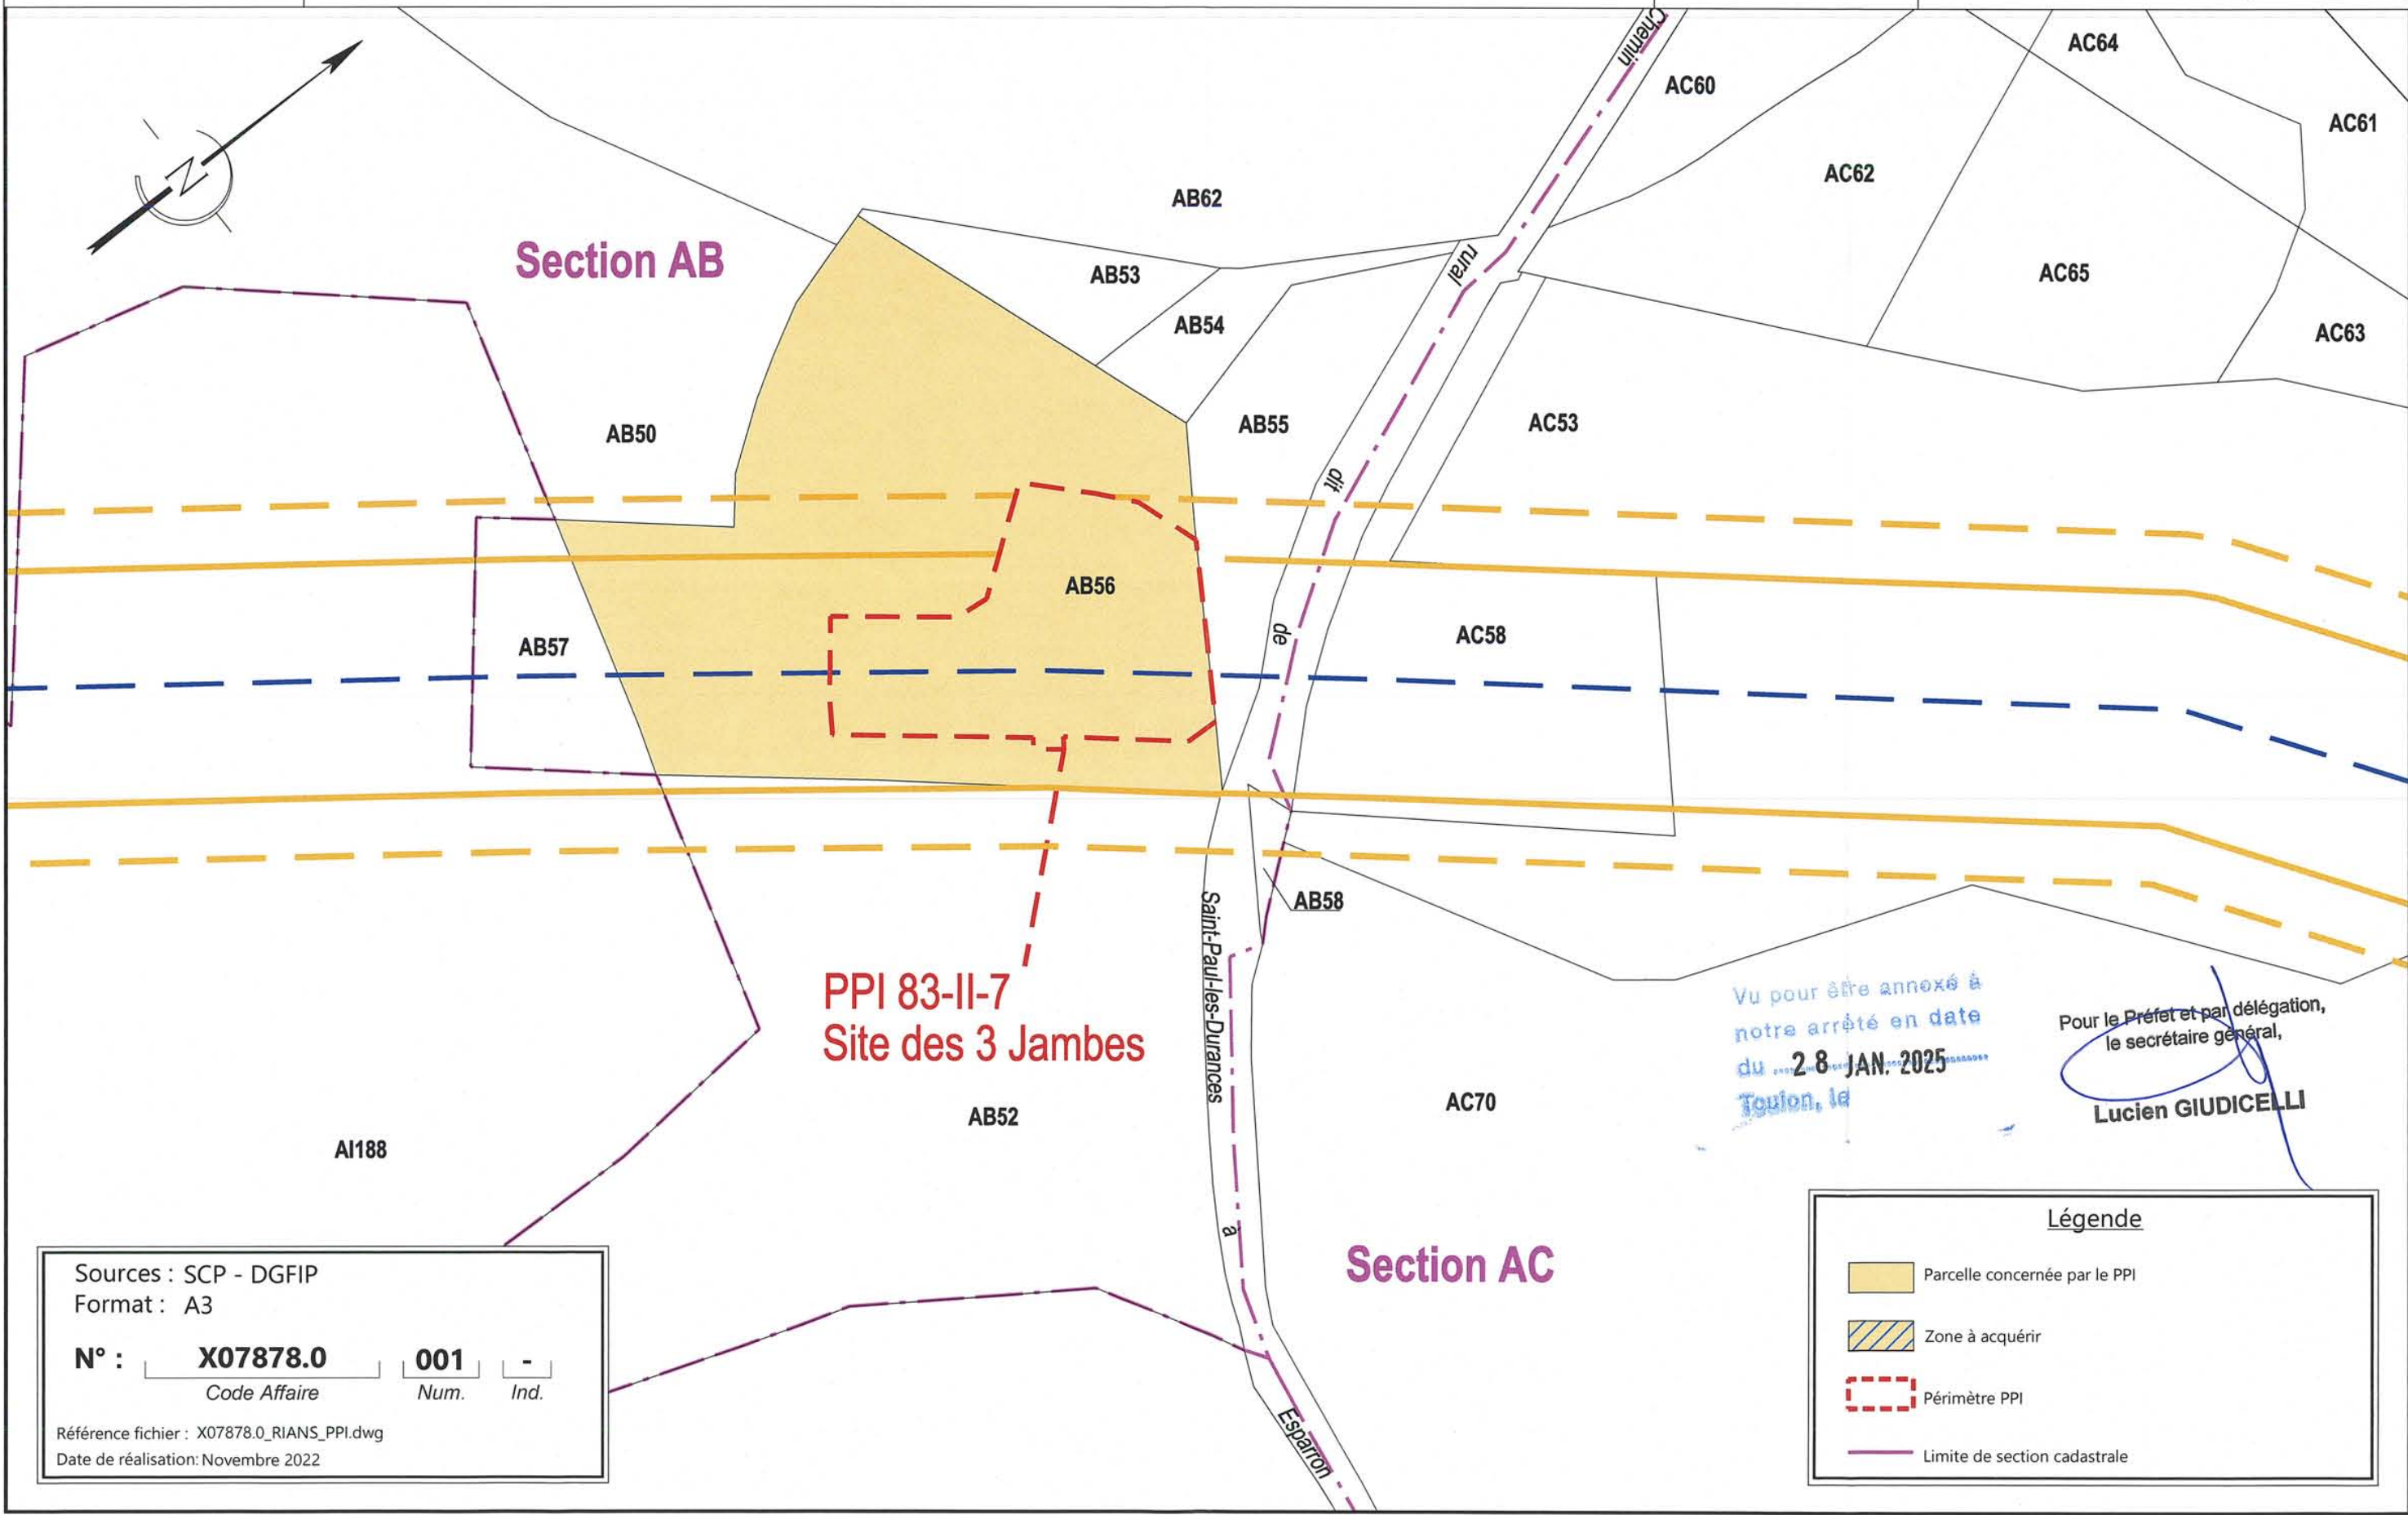 Chemin
rural
dit
de
Saint-Paul-les-Durances
a
Esparron
N
Section AB
AB62
AB53
AB54
AB55
AB50
AB56
AB57
AB58
AB52
AI188
AC60
AC64
AC61
AC62
AC65
AC63
AC53
AC58
AC70
Section AC
PPI 83-II-7
Site des 3 Jambes
Vu pour être annexé à
notre arrêté en date
du 28 JAN. 2025
Toulon, le
Pour le Préfet et par délégation,
le secrétaire général,
Lucien GIUDICELLI
Sources : SCP - DGFIP
Format : A3
N° : X07878.0 001 -
Code Affaire Num. Ind.
Référence fichier : X07878.0_RIANS_PPI.dwg
Date de réalisation: Novembre 2022
Légende
Parcelle concernée par le PPI
Zone à acquérir
Périmètre PPI
Limite de section cadastrale